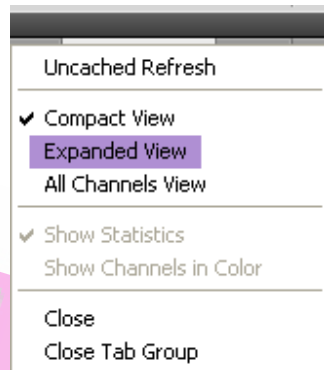 Uncached Refresh
Compact View
Expanded View
All Channels View
Show Statistics
Show Channels in Color
Close
Close Tab Group